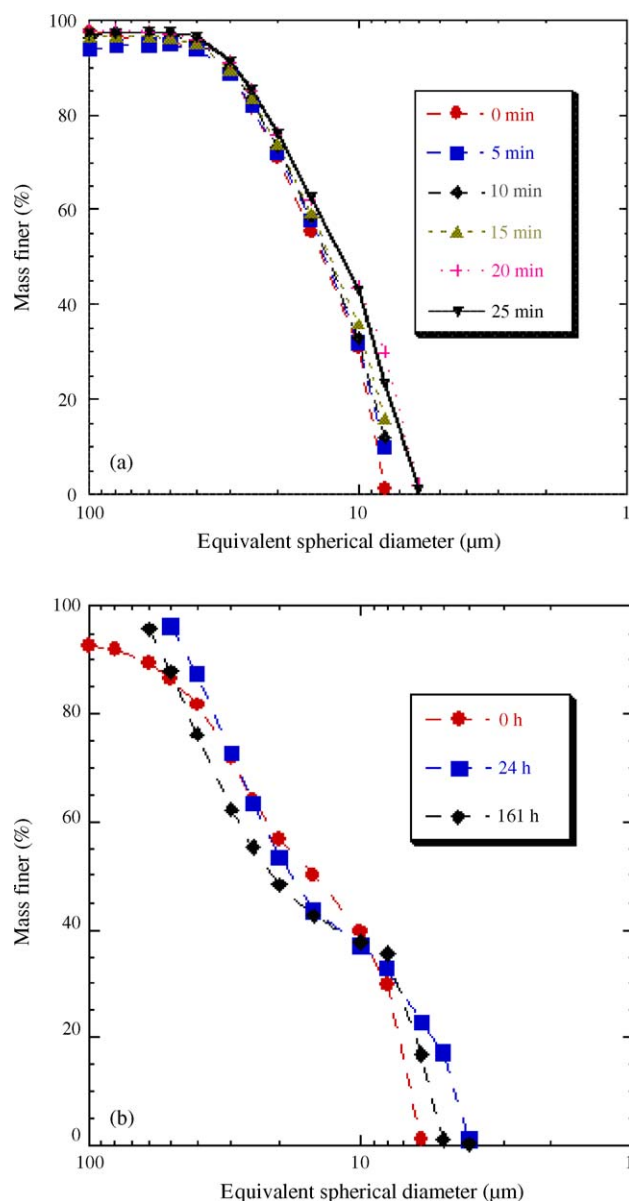 100
80
60
40
20
0
Mass finer (%)
0 min
5 min
10 min
15 min
20 min
25 min
(a)
100
10
1
Equivalent spherical diameter (μm)
100
80
60
40
20
0
Mass finer (%)
0 h
24 h
161 h
(b)
100
10
1
Equivalent spherical diameter (μm)